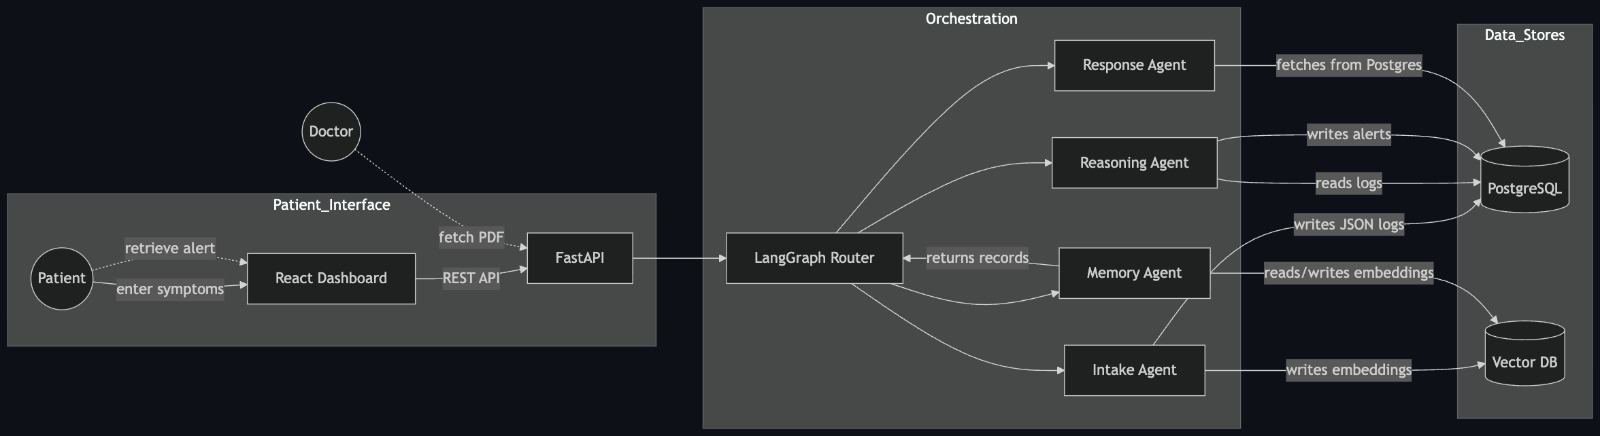 Orchestration
Data_Stores
Response Agent
fetches from Postgres
Doctor
writes alerts
Reasoning Agent
reads logs
PostgreSQL
Patient_Interface
writes JSON logs
fetch PDF
retrieve alert
FastAPI
LangGraph Router
returns records
Memory Agent
reads/writes embeddings
Patient
React Dashboard
REST API
enter symptoms
Vector DB
Intake Agent
writes embeddings